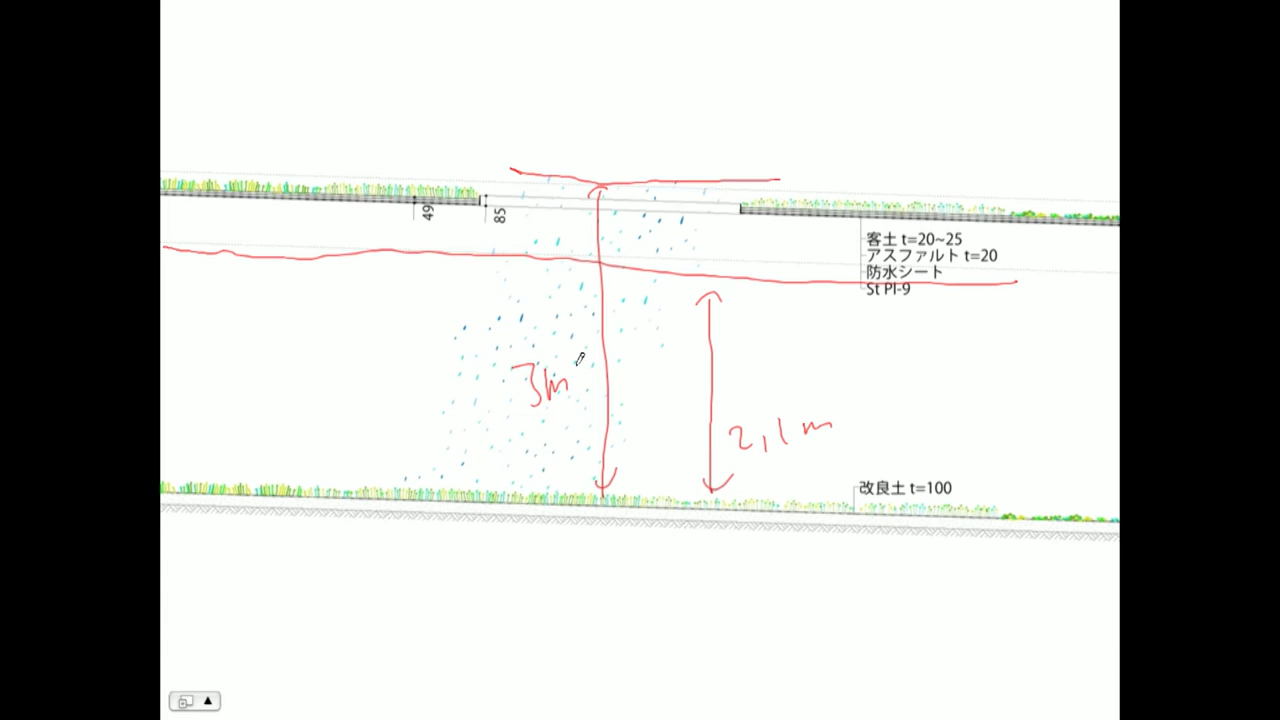 49
85
客土 t=20~25
アスファルト t=20
防水シート
St Pl-9
3m
2,1m
改良土 t=100